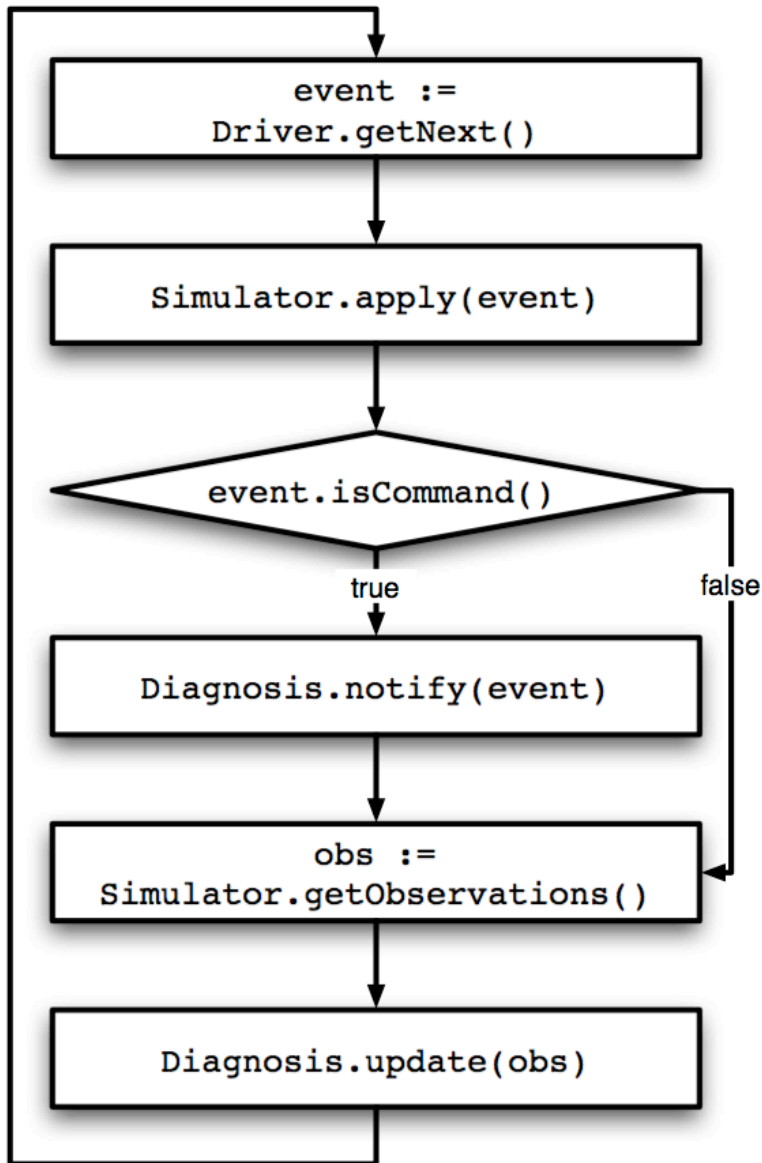 event :=
Driver.getNext()
Simulator.apply(event)
event.isCommand()
true
false
Diagnosis.notify(event)
obs :=
Simulator.getObservations()
Diagnosis.update(obs)